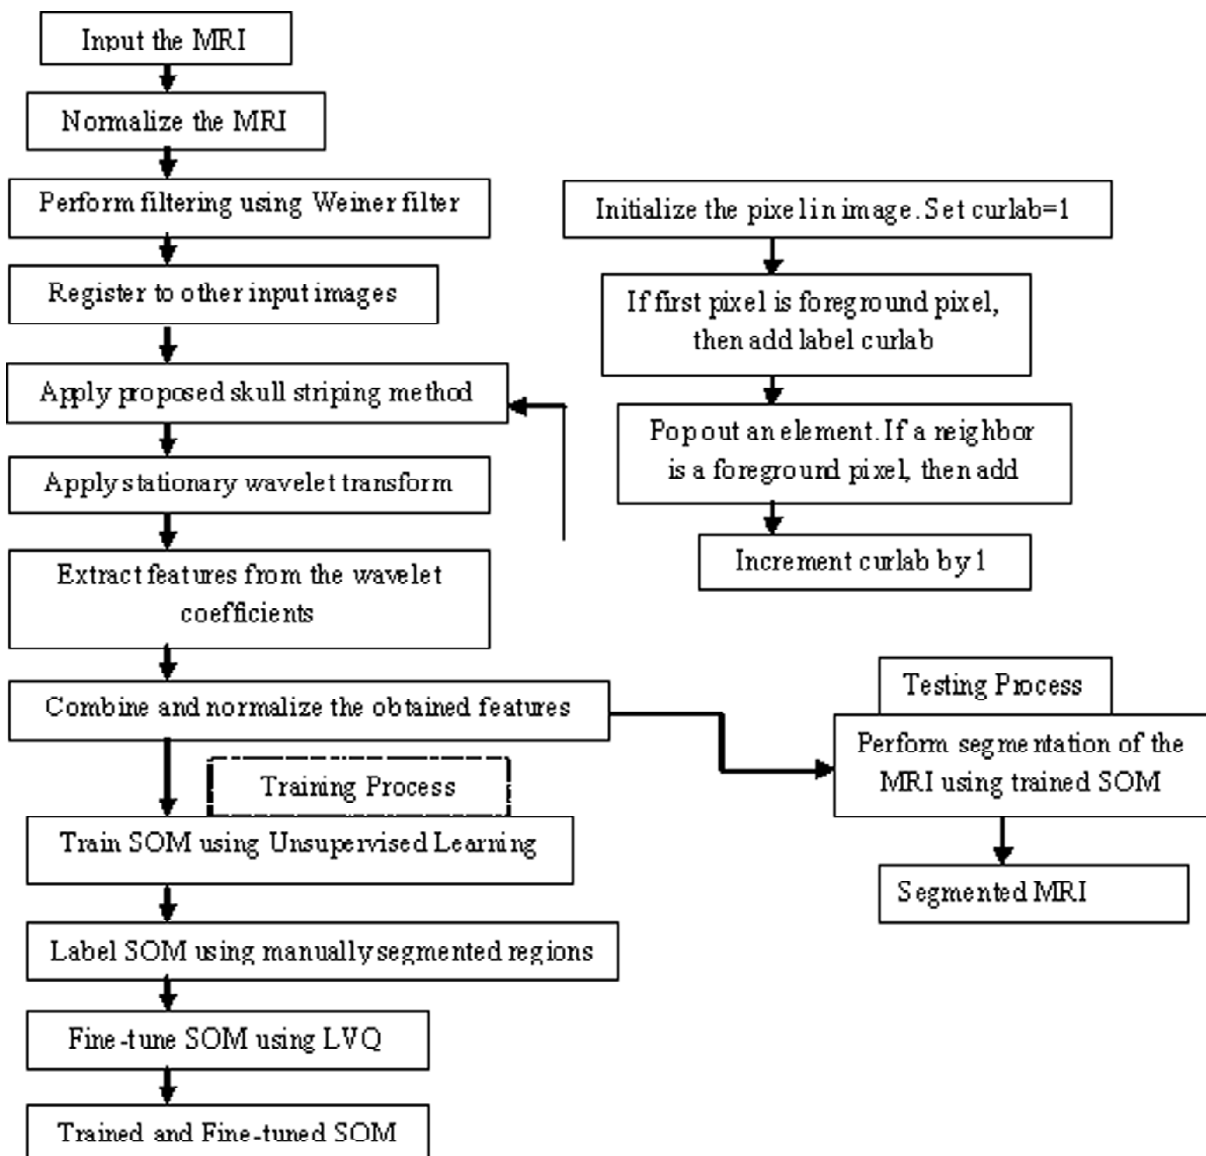 Input the MRI
Normalize the MRI
Perform filtering using Weiner filter
Register to other input images
Apply proposed skull striping method
Apply stationary wavelet transform
Extract features from the wavelet
coefficients
Combine and normalize the obtained features
Training Process
Train SOM using Unsupervised Learning
Label SOM using manually segmented regions
Fine-tune SOM using LVQ
Trained and Fine-tuned SOM
Initialize the pixel in image. Set curlab=1
If first pixel is foreground pixel,
then add label curlab
Pop out an element. If a neighbor
is a foreground pixel, then add
Increment curlab by 1
Testing Process
Perform segmentation of the
MRI using trained SOM
Segmented MRI